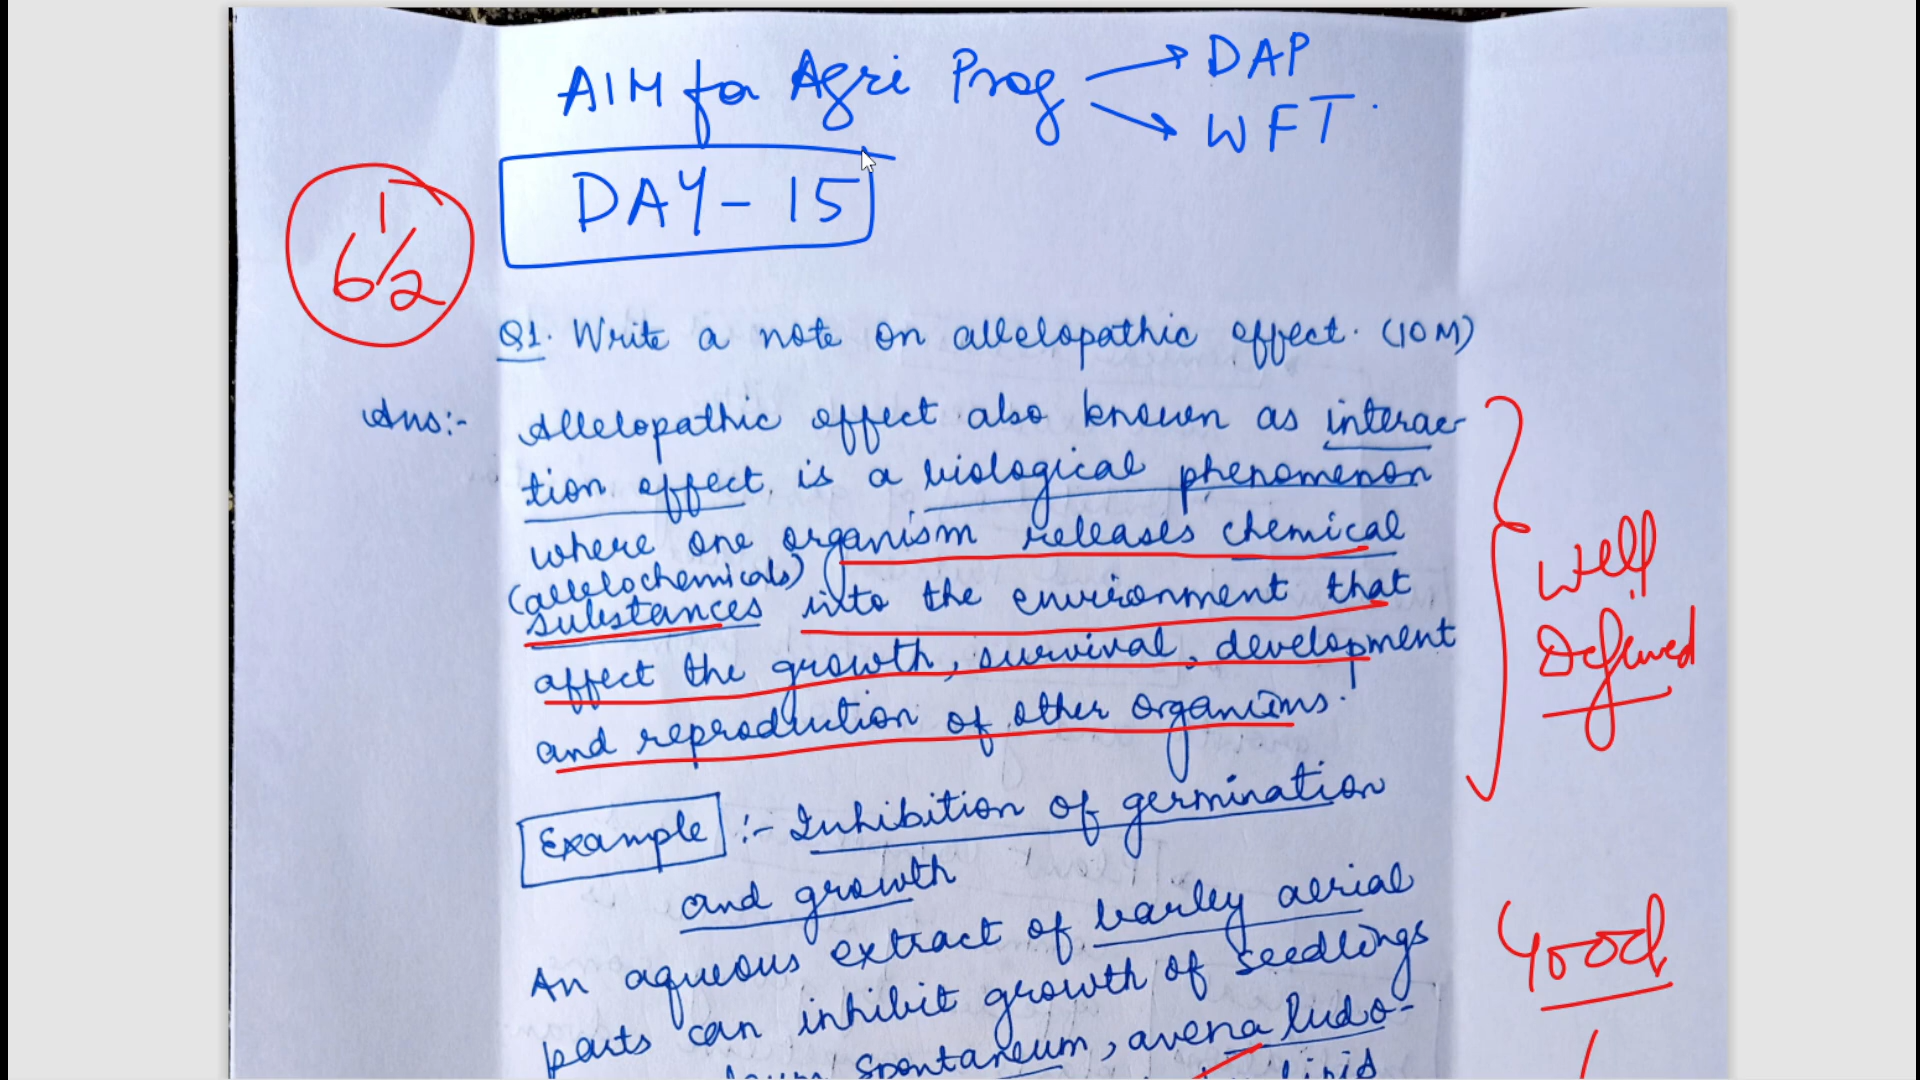 AIM for Agri Prog → DAP
→ WFT.
DAY - 15
6 1/2
Q1. Write a note on allelopathic effect. (10M)
Ans:- Allelopathic effect also known as interac-
tion effect is a biological phenomenon
where one organism releases chemical
(allelochemicals)
substances into the environment that
affect the growth, survival, development
and reproduction of other organisms.
Well
Defined
Example :- Inhibition of germination
and growth
An aqueous extract of barley aerial
parts can inhibit growth of seedlings
Spontaneum, avena ludo-
Good